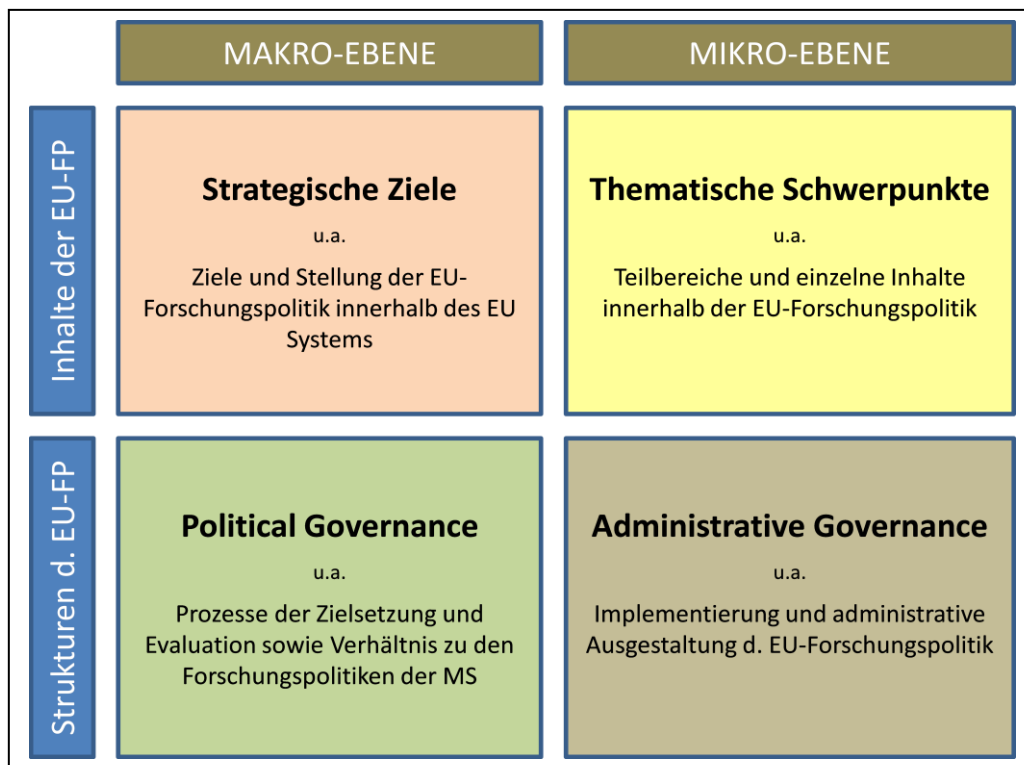 MAKRO-EBENE
MIKRO-EBENE
Inhalte der EU-FP
Strategische Ziele
u.a.
Ziele und Stellung der EU-
Forschungspolitik innerhalb des EU
Systems
Thematische Schwerpunkte
u.a.
Teilbereiche und einzelne Inhalte
innerhalb der EU-Forschungspolitik
Strukturen d. EU-FP
Political Governance
u.a.
Prozesse der Zielsetzung und
Evaluation sowie Verhältnis zu den
Forschungspolitiken der MS
Administrative Governance
u.a.
Implementierung und administrative
Ausgestaltung d. EU-Forschungspolitik